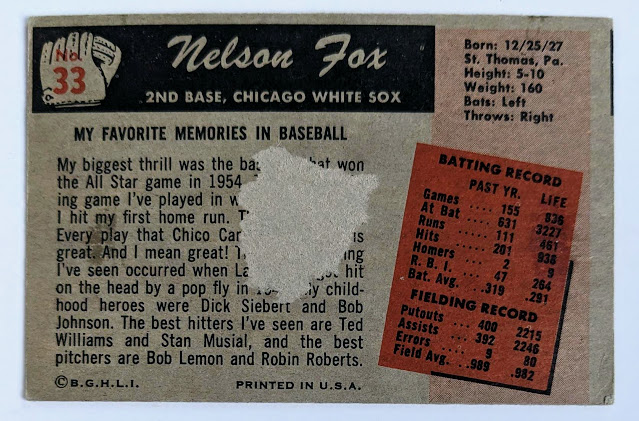 No.
33
Nelson Fox
2ND BASE, CHICAGO WHITE SOX
Born: 12/25/27
St. Thomas, Pa.
Height: 5-10
Weight: 160
Bats: Left
Throws: Right
MY FAVORITE MEMORIES IN BASEBALL
My biggest thrill was the that won
the All Star game in 1954
ing game I've played in
I hit my first home run.
Every play that Chico
great. And I mean great!
I've seen occurred when hit
on the head by a pop fly in child-
hood heroes were Dick Siebert and Bob
Johnson. The best hitters I've seen are Ted
Williams and Stan Musial, and the best
pitchers are Bob Lemon and Robin Roberts.
©B.G.H.L.I. PRINTED IN U.S.A.
BATTING RECORD
PAST YR. LIFE
Games .... 155 836
At Bat .... 631 3227
Runs .... 111 461
Hits .... 201 936
Homers .... 2 9
R. B. I. .... 47 264
Bat. Avg. .. .319 .291
FIELDING RECORD
Putouts .... 400 2215
Assists .... 392 2246
Errors .... 9 80
Field Avg. .. .989 .982